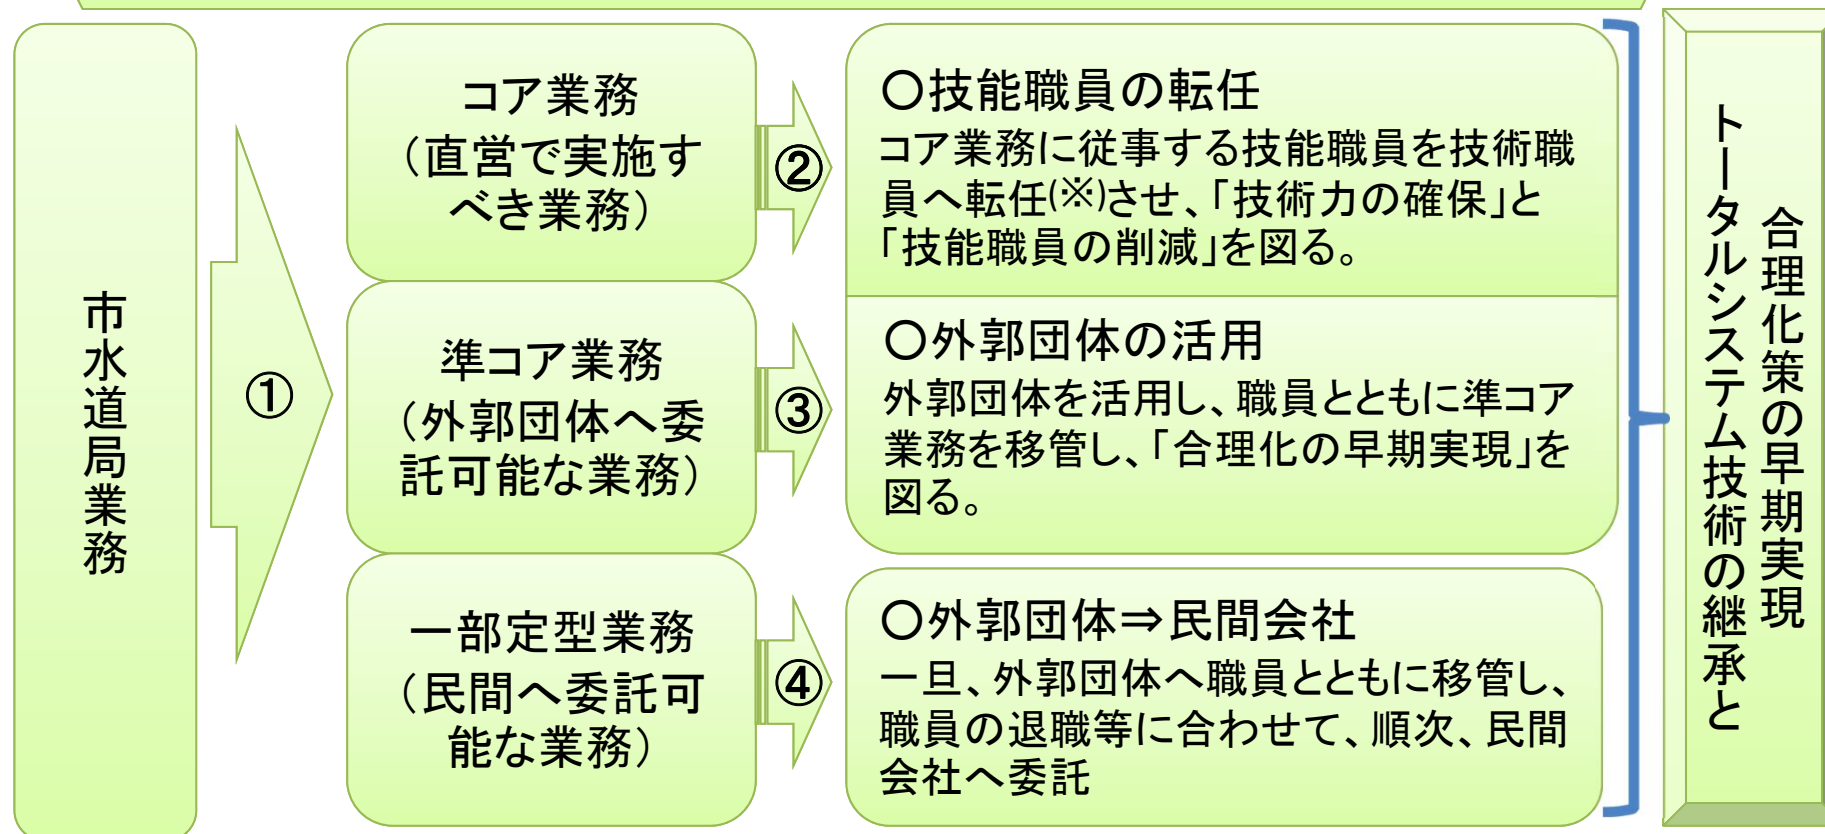 市水道局業務
①
コア業務
（直営で実施す
べき業務）
②
〇技能職員の転任
コア業務に従事する技能職員を技術職
員へ転任(※)させ、「技術力の確保」と
「技能職員の削減」を図る。
準コア業務
（外郭団体へ委
託可能な業務）
③
〇外郭団体の活用
外郭団体を活用し、職員とともに準コア
業務を移管し、「合理化の早期実現」を
図る。
一部定型業務
（民間へ委託可
能な業務）
④
〇外郭団体⇒民間会社
一旦、外郭団体へ職員とともに移管し、
職員の退職等に合わせて、順次、民間
会社へ委託
合理化策の早期実現
トータルシステム技術の継承と